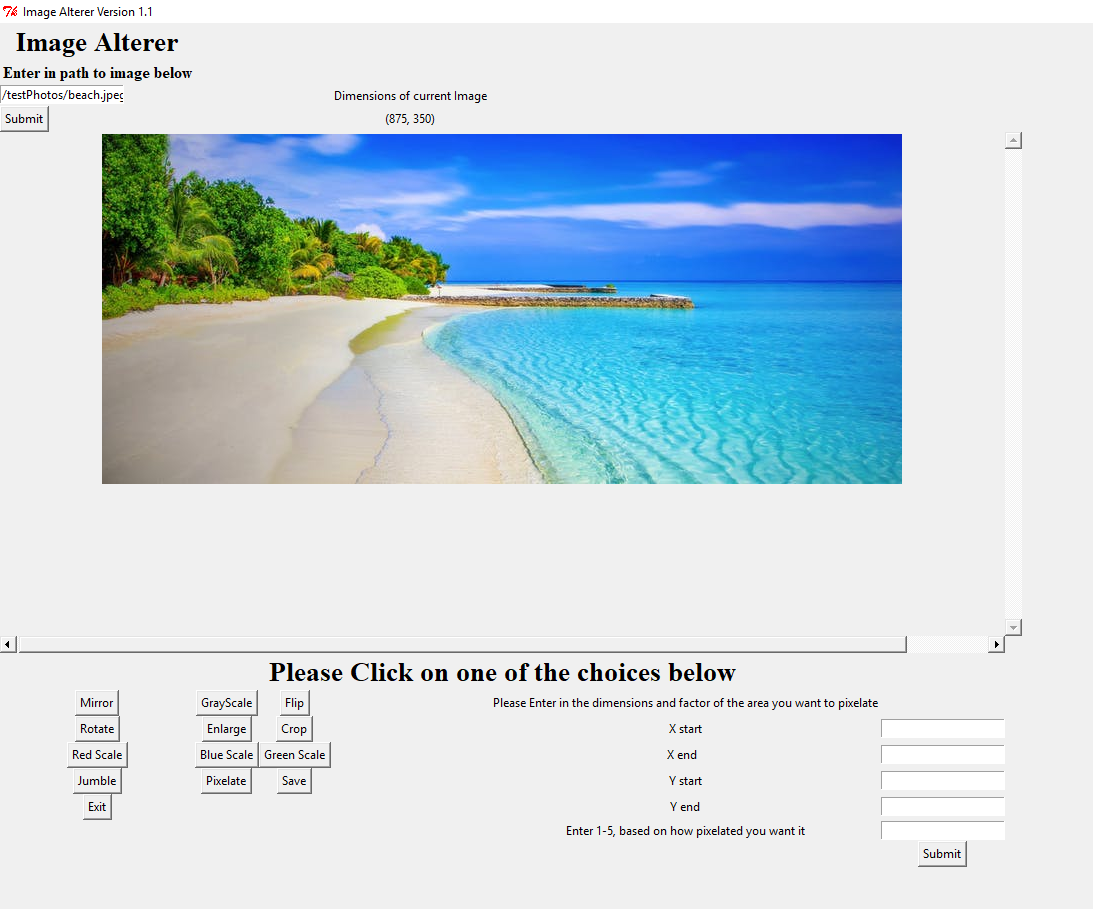 Image Alterer Version 1.1
Image Alterer
Enter in path to image below
/testPhotos/beach.jpeg
Dimensions of current Image
Submit
(875, 350)
Please Click on one of the choices below
Mirror GrayScale Flip Please Enter in the dimensions and factor of the area you want to pixelate
Rotate Enlarge Crop X start
Red Scale Blue Scale Green Scale X end
Jumble Pixelate Save Y start
Exit Y end
Enter 1-5, based on how pixelated you want it
Submit